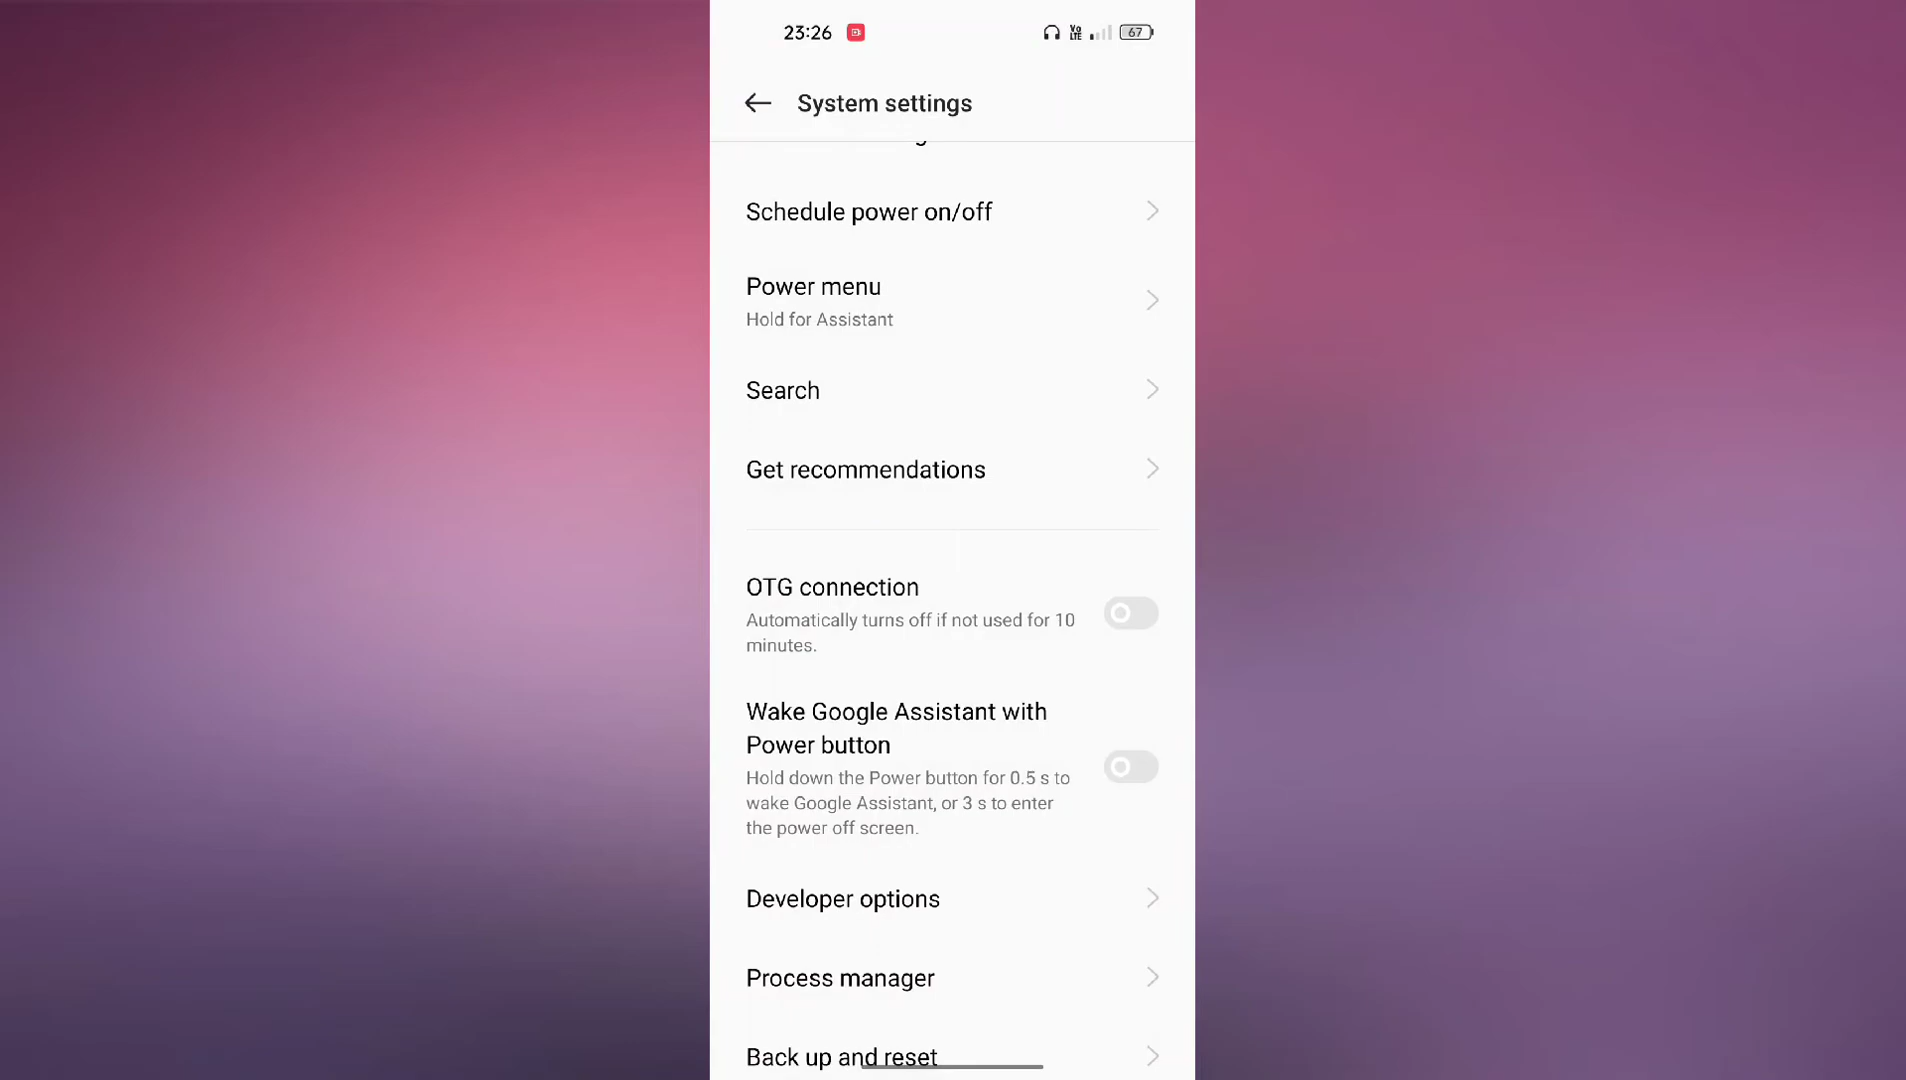 23:26
Vo
LTE
67
System settings
Schedule power on/off
Power menu
Hold for Assistant
Search
Get recommendations
OTG connection
Automatically turns off if not used for 10
minutes.
Wake Google Assistant with
Power button
Hold down the Power button for 0.5 s to
wake Google Assistant, or 3 s to enter
the power off screen.
Developer options
Process manager
Back up and reset